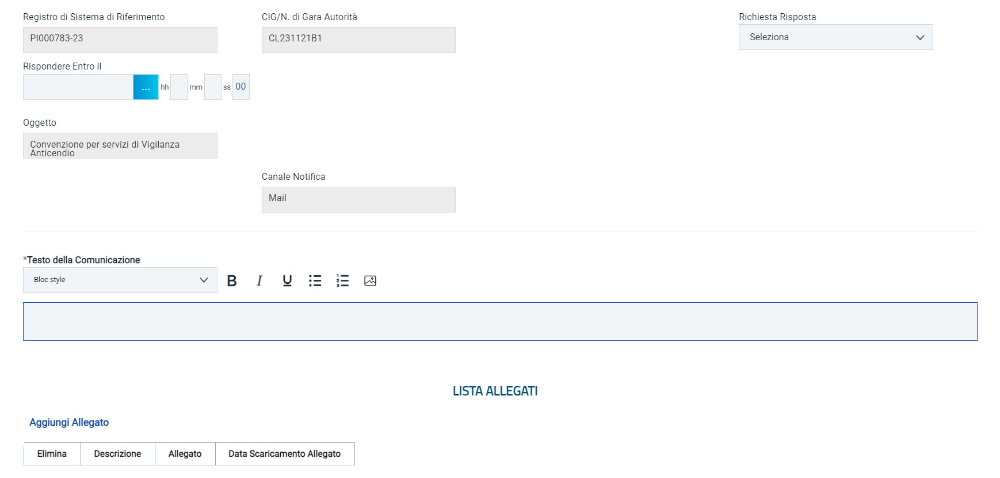 Registro di Sistema di Riferimento
CIG/N. di Gara Autorità
Richiesta Risposta
PI000783-23
CL231121B1
Seleziona
Rispondere Entro il
... hh mm ss 00
Oggetto
Convenzione per servizi di Vigilanza
Anticendio
Canale Notifica
Mail
*Testo della Comunicazione
Bloc style
B I U
LISTA ALLEGATI
Aggiungi Allegato
Elimina Descrizione Allegato Data Scaricamento Allegato